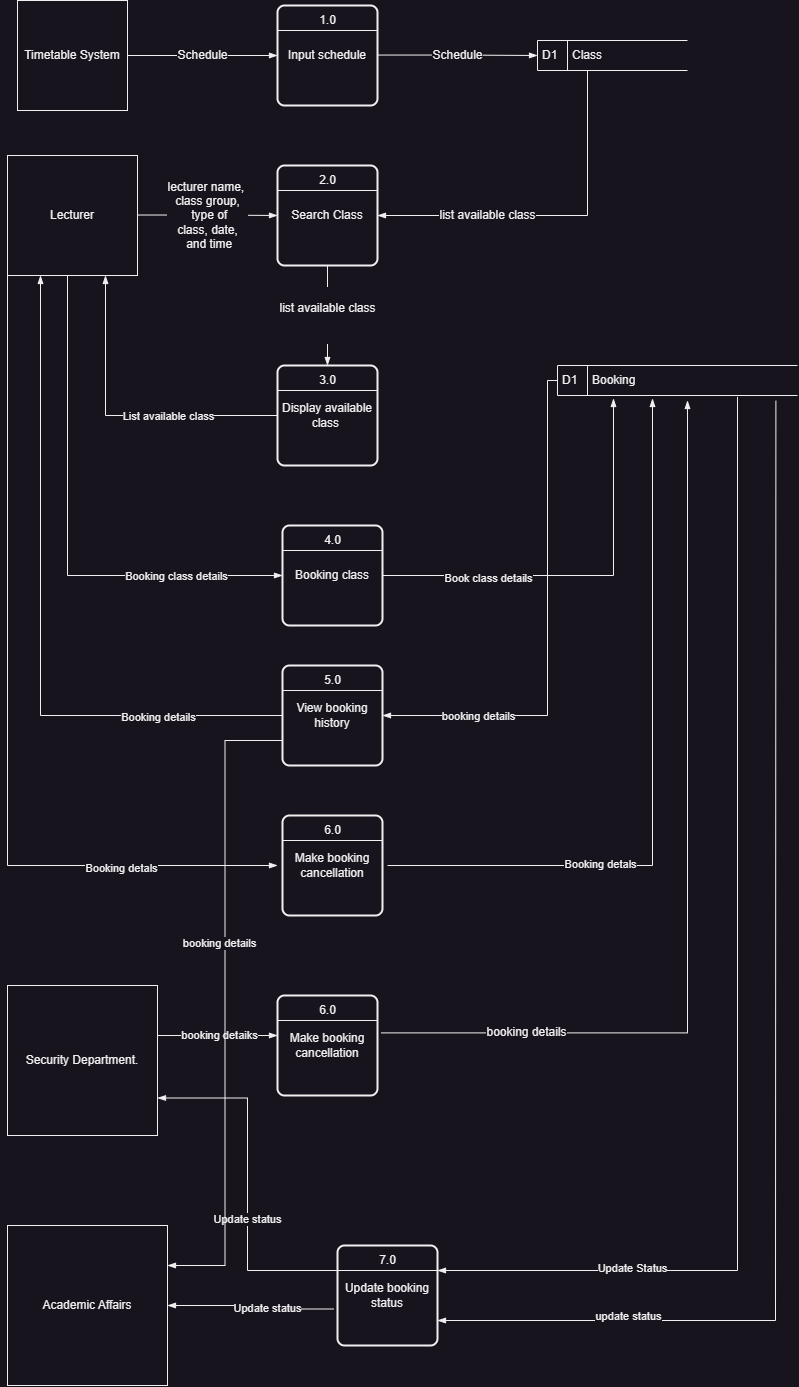 1.0
Timetable System
Schedule
Input schedule
Schedule
D1
Class
2.0
lecturer name,
class group,
type of
class, date,
and time
Lecturer
Search Class
list available class
list available class
3.0
D1
Booking
Display available
class
List available class
4.0
Booking class details
Booking class
Book class details
5.0
View booking
history
Booking details
booking details
6.0
Make booking
cancellation
Booking detals
Booking detals
booking details
6.0
Security Department.
booking detaiks
Make booking
cancellation
booking details
Update status
7.0
Update Status
Academic Affairs
Update status
Update booking
status
update status